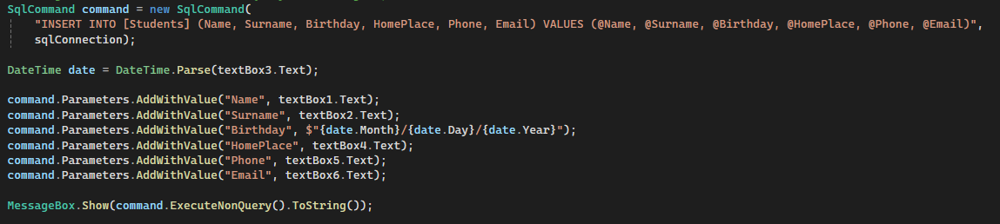 SqlCommand command = new SqlCommand(
"INSERT INTO [Students] (Name, Surname, Birthday, HomePlace, Phone, Email) VALUES (@Name, @Surname, @Birthday, @HomePlace, @Phone, @Email)",
sqlConnection);
DateTime date = DateTime.Parse(textBox3.Text);
command.Parameters.AddWithValue("Name", textBox1.Text);
command.Parameters.AddWithValue("Surname", textBox2.Text);
command.Parameters.AddWithValue("Birthday", $"{date.Month}/{date.Day}/{date.Year}");
command.Parameters.AddWithValue("HomePlace", textBox4.Text);
command.Parameters.AddWithValue("Phone", textBox5.Text);
command.Parameters.AddWithValue("Email", textBox6.Text);
MessageBox.Show(command.ExecuteNonQuery().ToString());